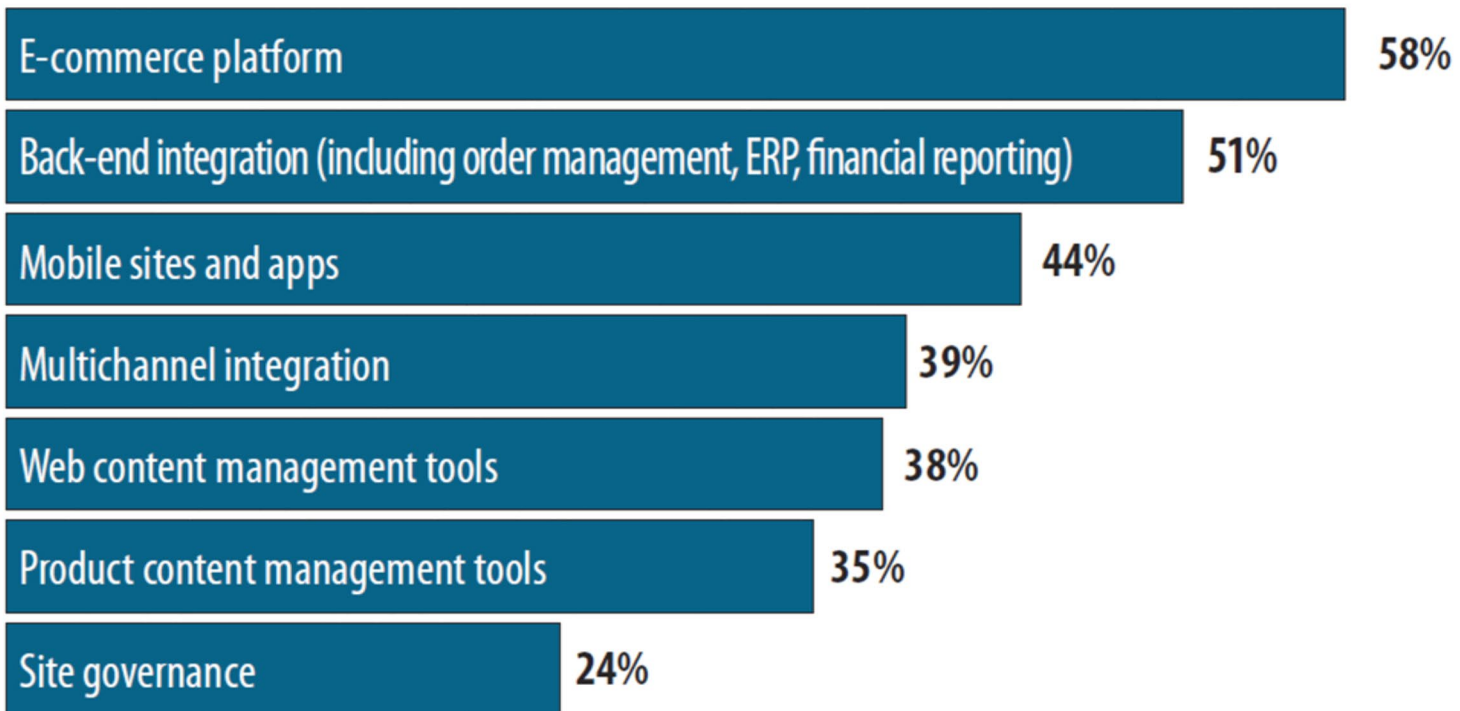 E-commerce platform 58%
Back-end integration (including order management, ERP, financial reporting) 51%
Mobile sites and apps 44%
Multichannel integration 39%
Web content management tools 38%
Product content management tools 35%
Site governance 24%